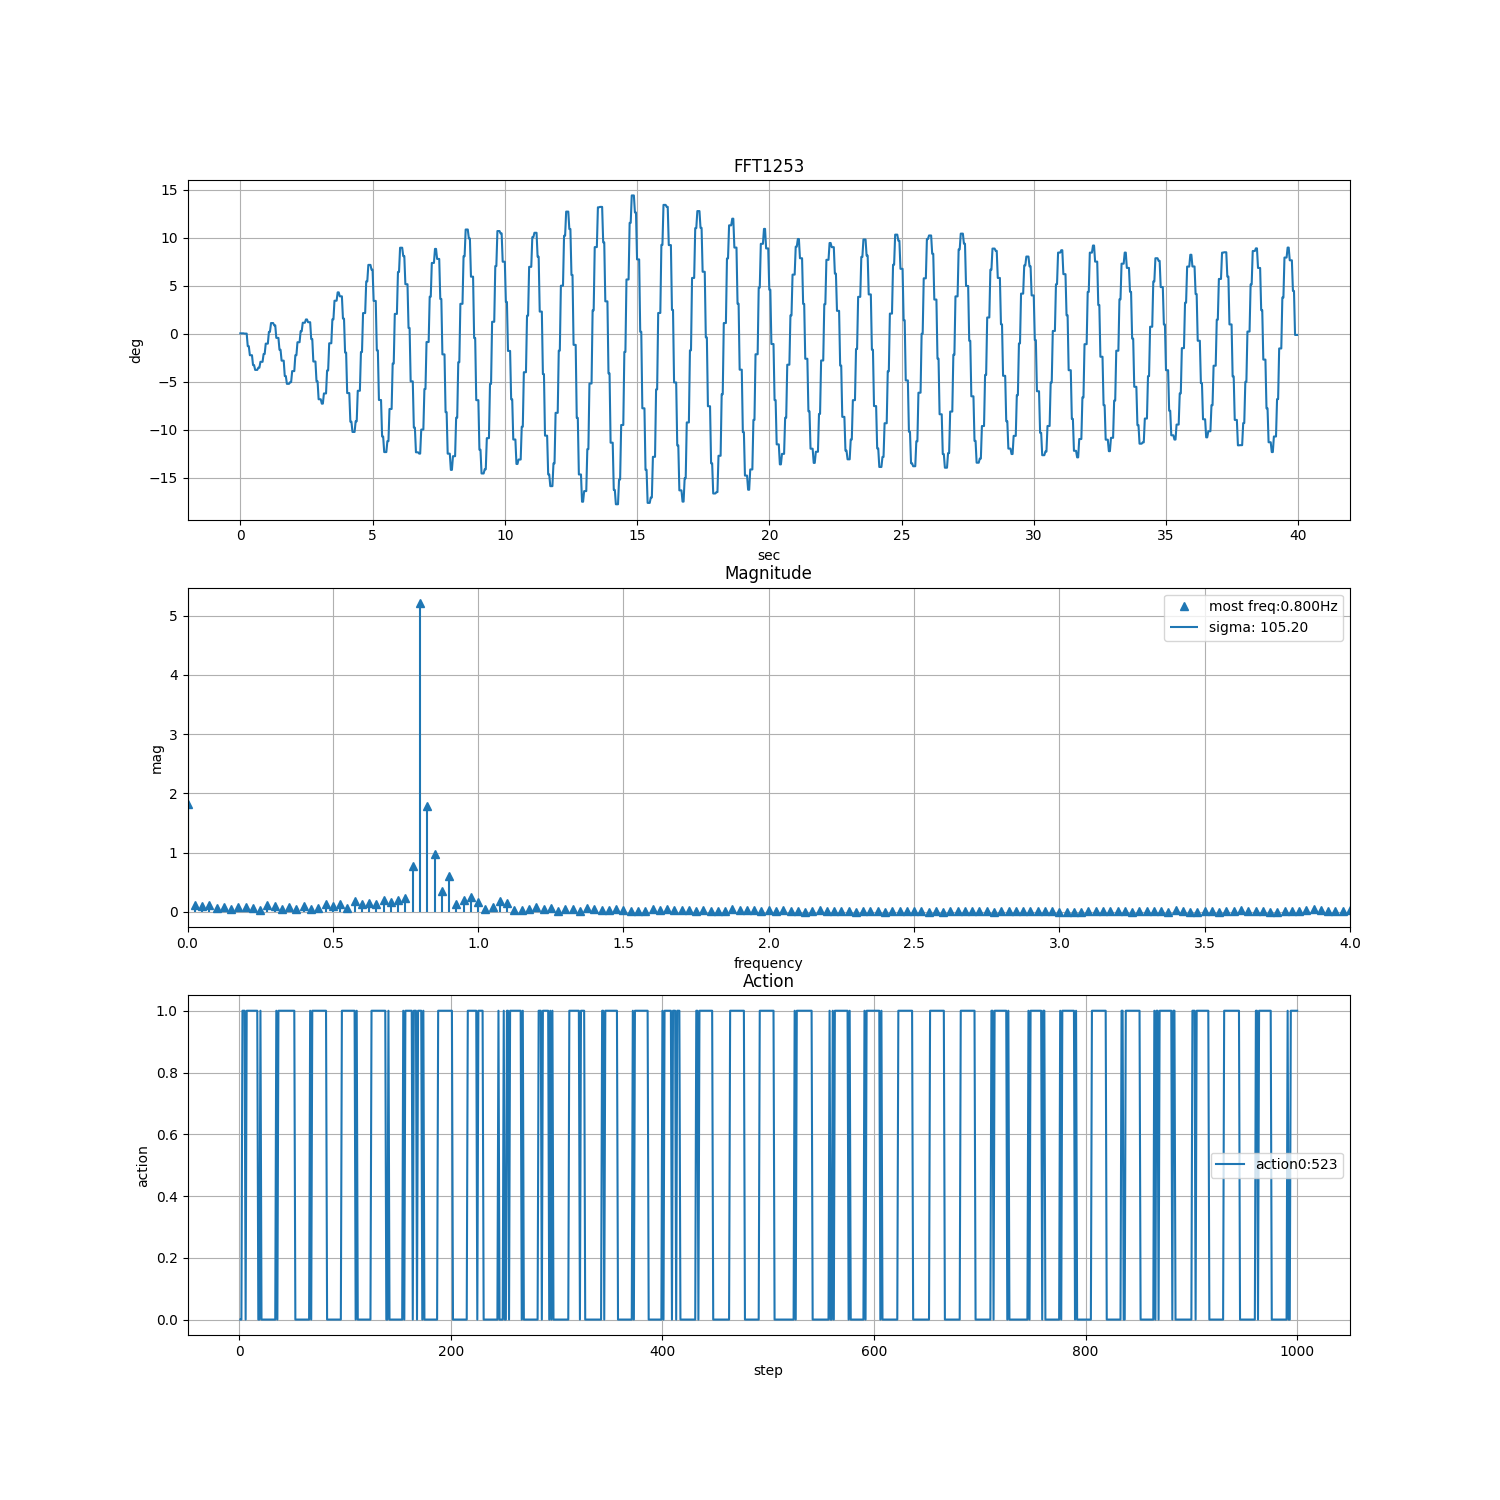 FFT1253
15
10
5
0
−5
−10
−15
deg
0 5 10 15 20 25 30 35 40
sec
Magnitude
most freq:0.800Hz
sigma: 105.20
5
4
3
2
1
0
mag
0.0 0.5 1.0 1.5 2.0 2.5 3.0 3.5 4.0
frequency
Action
1.0
0.8
0.6
0.4
0.2
0.0
action
action0:523
0 200 400 600 800 1000
step